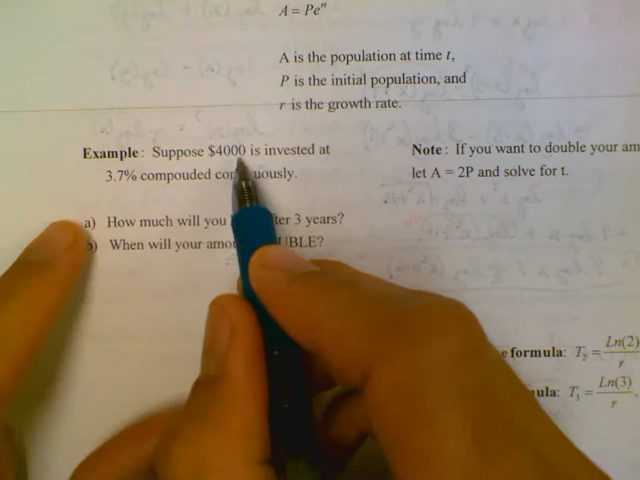 A = Pe^rt
A is the population at time t,
P is the initial population, and
r is the growth rate.
Example: Suppose $4000 is invested at
3.7% compouded con uously.
Note: If you want to double your am
let A = 2P and solve for t.
a) How much will you ter 3 years?
b) When will your amo UBLE?
e formula: T₂ = Ln(2)/r
ula: T₃ = Ln(3)/r,